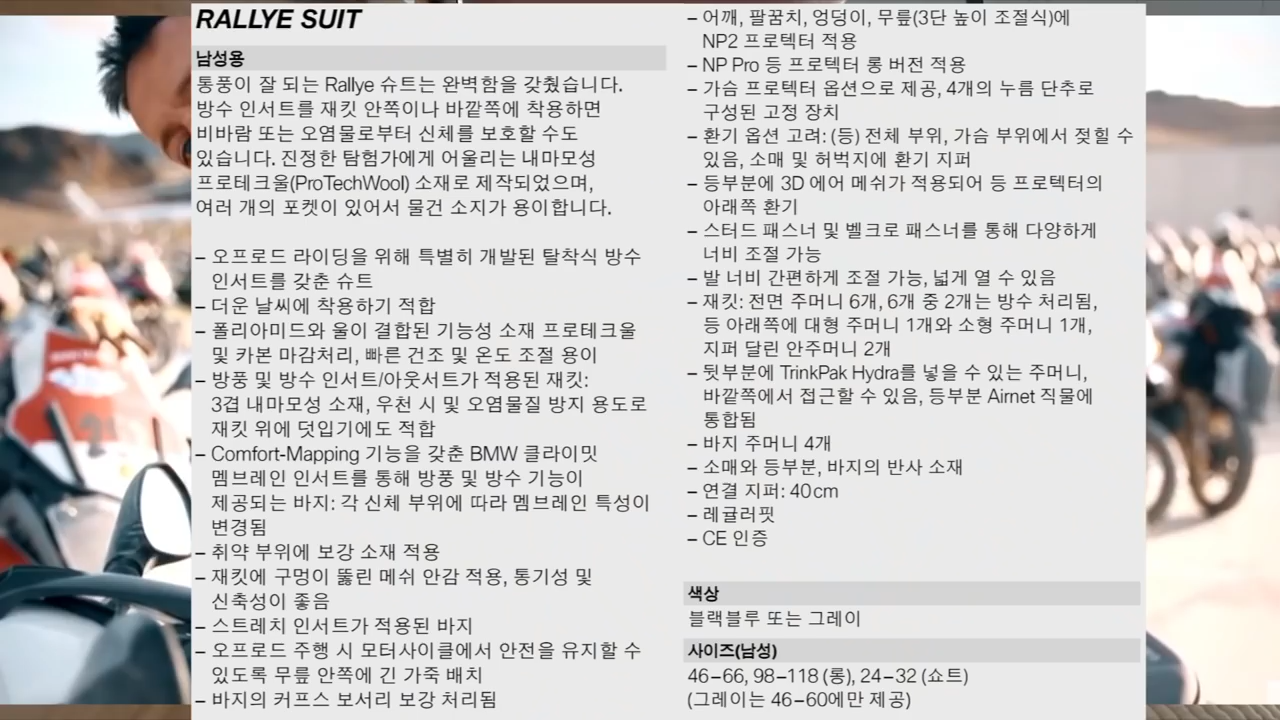 RALLYE SUIT
남성용
통풍이 잘 되는 Rallye 슈트는 완벽함을 갖췄습니다.
방수 인서트를 재킷 안쪽이나 바깥쪽에 착용하면
비바람 또는 오염물로부터 신체를 보호할 수도
있습니다. 진정한 탐험가에게 어울리는 내마모성
프로테크울(ProTechWool) 소재로 제작되었으며,
여러 개의 포켓이 있어서 물건 소지가 용이합니다.
– 오프로드 라이딩을 위해 특별히 개발된 탈착식 방수
인서트를 갖춘 슈트
– 더운 날씨에 착용하기 적합
– 폴리아미드와 울이 결합된 기능성 소재 프로테크울
및 카본 마감처리, 빠른 건조 및 온도 조절 용이
– 방풍 및 방수 인서트/아웃서트가 적용된 재킷:
3겹 내마모성 소재, 우천 시 및 오염물질 방지 용도로
재킷 위에 덧입기에도 적합
– Comfort-Mapping 기능을 갖춘 BMW 클라이밋
멤브레인 인서트를 통해 방풍 및 방수 기능이
제공되는 바지: 각 신체 부위에 따라 멤브레인 특성이
변경됨
– 취약 부위에 보강 소재 적용
– 재킷에 구멍이 뚫린 메쉬 안감 적용, 통기성 및
신축성이 좋음
– 스트레치 인서트가 적용된 바지
– 오프로드 주행 시 모터사이클에서 안전을 유지할 수
있도록 무릎 안쪽에 긴 가죽 배치
– 바지의 커프스 보서리 보강 처리됨
– 어깨, 팔꿈치, 엉덩이, 무릎(3단 높이 조절식)에
NP2 프로텍터 적용
– NP Pro 등 프로텍터 롱 버전 적용
– 가슴 프로텍터 옵션으로 제공, 4개의 누름 단추로
구성된 고정 장치
– 환기 옵션 고려: (등) 전체 부위, 가슴 부위에서 젖힐 수
있음, 소매 및 허벅지에 환기 지퍼
– 등부분에 3D 에어 메쉬가 적용되어 등 프로텍터의
아래쪽 환기
– 스터드 패스너 및 벨크로 패스너를 통해 다양하게
너비 조절 가능
– 발 너비 간편하게 조절 가능, 넓게 열 수 있음
– 재킷: 전면 주머니 6개, 6개 중 2개는 방수 처리됨,
등 아래쪽에 대형 주머니 1개와 소형 주머니 1개,
지퍼 달린 안주머니 2개
– 뒷부분에 TrinkPak Hydra를 넣을 수 있는 주머니,
바깥쪽에서 접근할 수 있음, 등부분 Airnet 직물에
통합됨
– 바지 주머니 4개
– 소매와 등부분, 바지의 반사 소재
– 연결 지퍼: 40 cm
– 레귤러핏
– CE 인증
색상
블랙블루 또는 그레이
사이즈(남성)
46–66, 98–118 (롱), 24–32 (쇼트)
(그레이는 46–60에만 제공)